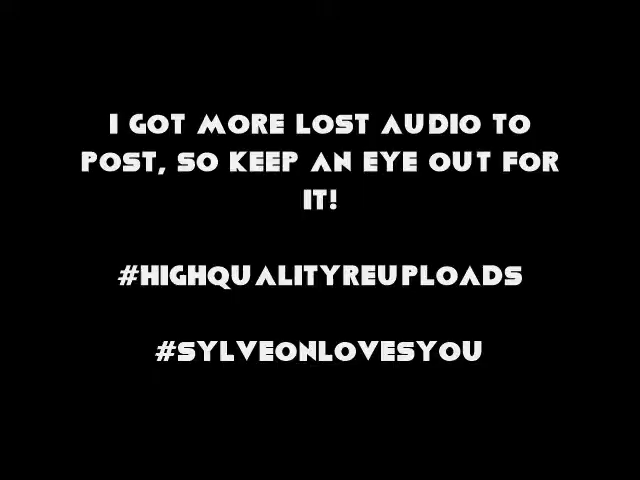 I GOT MORE LOST AUDIO TO
POST, SO KEEP AN EYE OUT FOR
IT!
#HIGHQUALITYREUPLOADS
#SYLVEONLOVESYOU